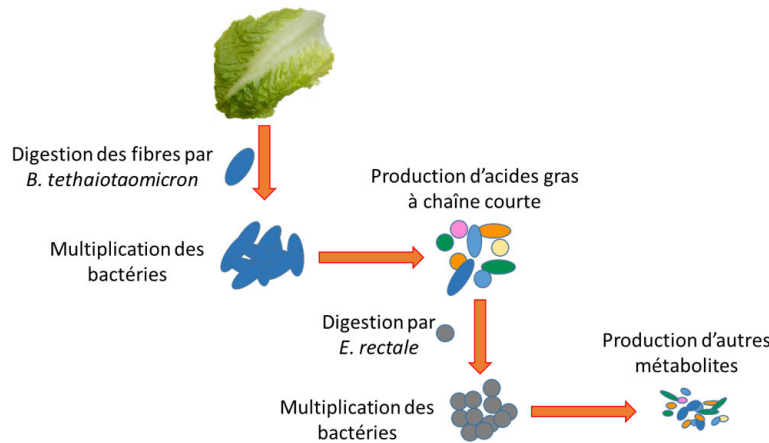 Digestion des fibres par
B. tethaiotaomicron
Production d’acides gras
à chaîne courte
Multiplication des
bactéries
Digestion par
E. rectale
Production d’autres
métabolites
Multiplication des
bactéries